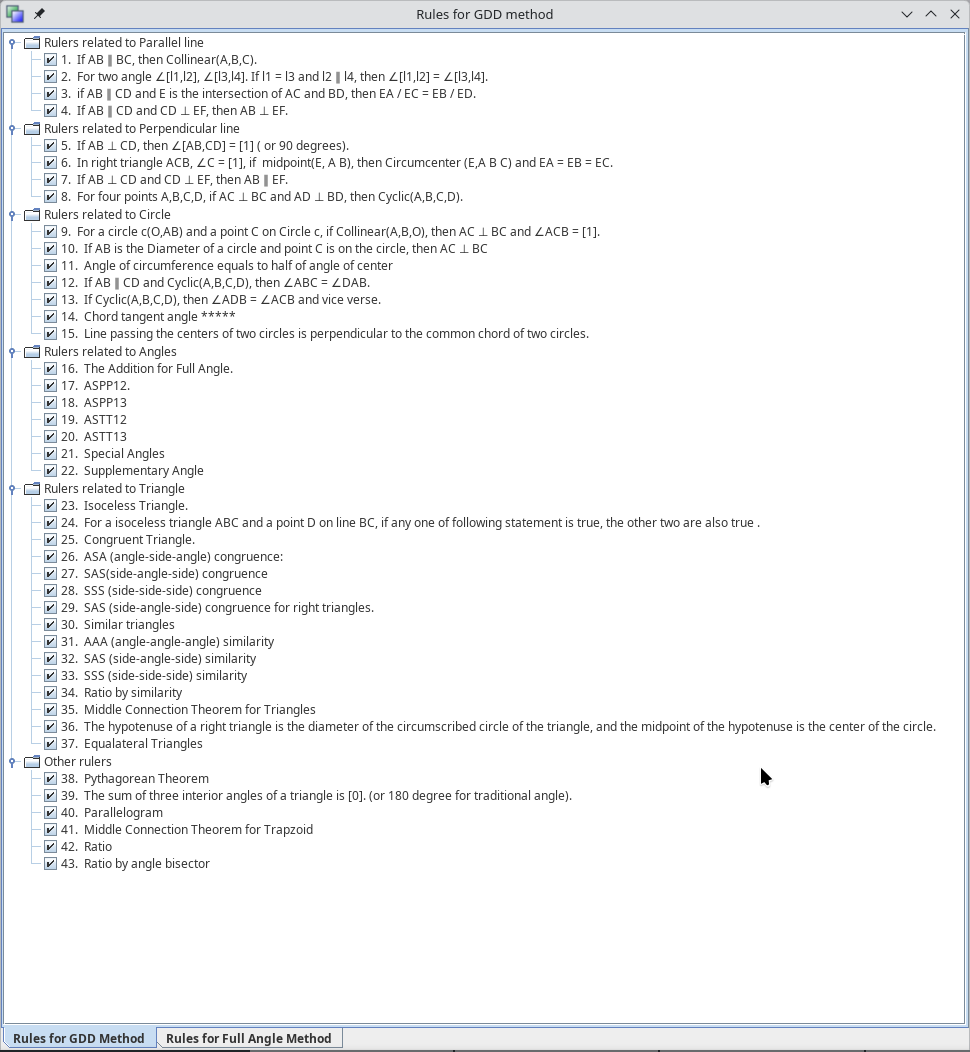 Rules for GDD method
Rulers related to Parallel line
1. If AB ∥ BC, then Collinear(A,B,C).
2. For two angle ∠[l1,l2], ∠[l3,l4]. If l1 = l3 and l2 ∥ l4, then ∠[l1,l2] = ∠[l3,l4].
3. if AB ∥ CD and E is the intersection of AC and BD, then EA / EC = EB / ED.
4. If AB ∥ CD and CD ⊥ EF, then AB ⊥ EF.
Rulers related to Perpendicular line
5. If AB ⊥ CD, then ∠[AB,CD] = [1] ( or 90 degrees).
6. In right triangle ACB, ∠C = [1], if  midpoint(E, A B), then Circumcenter (E,A B C) and EA = EB = EC.
7. If AB ⊥ CD and CD ⊥ EF, then AB ∥ EF.
8. For four points A,B,C,D, if AC ⊥ BC and AD ⊥ BD, then Cyclic(A,B,C,D).
Rulers related to Circle
9. For a circle c(O,AB) and a point C on Circle c, if Collinear(A,B,O), then AC ⊥ BC and ∠ACB = [1].
10. If AB is the Diameter of a circle and point C is on the circle, then AC ⊥ BC
11. Angle of circumference equals to half of angle of center
12. If AB ∥ CD and Cyclic(A,B,C,D), then ∠ABC = ∠DAB.
13. If Cyclic(A,B,C,D), then ∠ADB = ∠ACB and vice verse.
14. Chord tangent angle *****
15. Line passing the centers of two circles is perpendicular to the common chord of two circles.
Rulers related to Angles
16. The Addition for Full Angle.
17. ASPP12.
18. ASPP13
19. ASTT12
20. ASTT13
21. Special Angles
22. Supplementary Angle
Rulers related to Triangle
23. Isoceless Triangle.
24. For a isoceless triangle ABC and a point D on line BC, if any one of following statement is true, the other two are also true .
25. Congruent Triangle.
26. ASA (angle-side-angle) congruence:
27. SAS(side-angle-side) congruence
28. SSS (side-side-side) congruence
29. SAS (side-angle-side) congruence for right triangles.
30. Similar triangles
31. AAA (angle-angle-angle) similarity
32. SAS (side-angle-side) similarity
33. SSS (side-side-side) similarity
34. Ratio by similarity
35. Middle Connection Theorem for Triangles
36. The hypotenuse of a right triangle is the diameter of the circumscribed circle of the triangle, and the midpoint of the hypotenuse is the center of the circle.
37. Equalateral Triangles
Other rulers
38. Pythagorean Theorem
39. The sum of three interior angles of a triangle is [0]. (or 180 degree for traditional angle).
40. Parallelogram
41. Middle Connection Theorem for Trapzoid
42. Ratio
43. Ratio by angle bisector
Rules for GDD Method
Rules for Full Angle Method